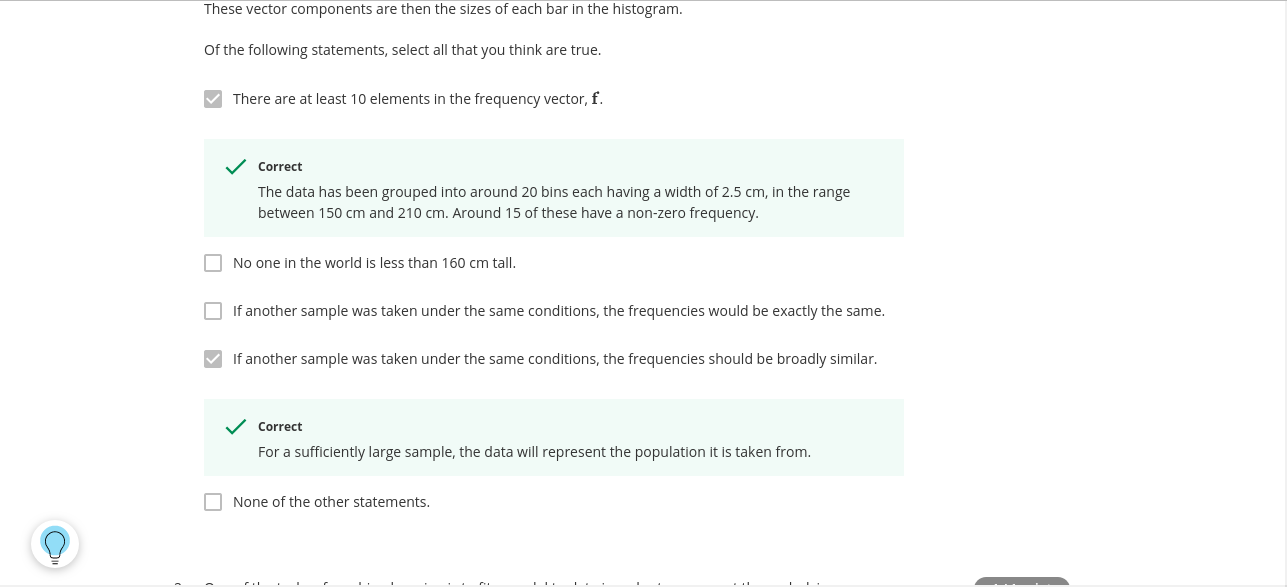 These vector components are then the sizes of each bar in the histogram.
Of the following statements, select all that you think are true.
There are at least 10 elements in the frequency vector, f.
Correct
The data has been grouped into around 20 bins each having a width of 2.5 cm, in the range
between 150 cm and 210 cm. Around 15 of these have a non-zero frequency.
No one in the world is less than 160 cm tall.
If another sample was taken under the same conditions, the frequencies would be exactly the same.
If another sample was taken under the same conditions, the frequencies should be broadly similar.
Correct
For a sufficiently large sample, the data will represent the population it is taken from.
None of the other statements.